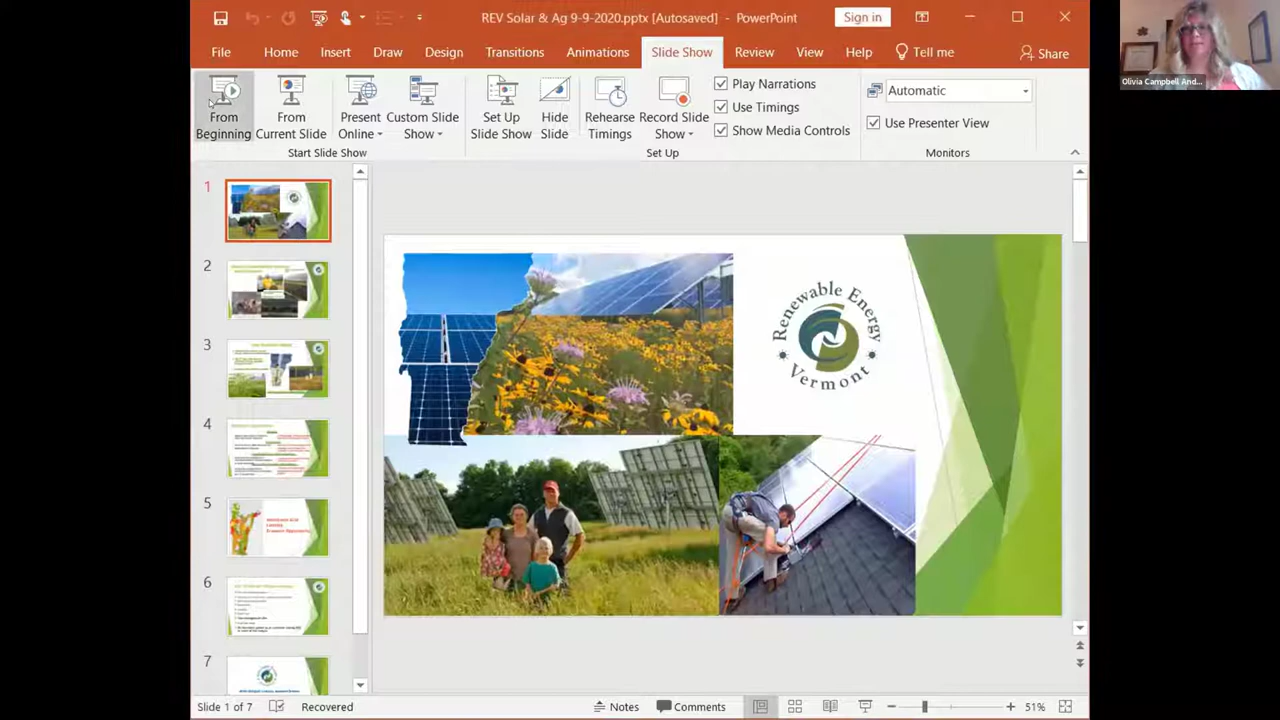 REV Solar & Ag 9-9-2020.pptx [Autosaved] - PowerPoint
Sign in
File Home Insert Draw Design Transitions Animations Slide Show Review View Help Tell me Share
From Beginning
From Current Slide
Present Online
Custom Slide Show
Start Slide Show
Set Up Slide Show
Hide Slide
Rehearse Timings
Record Slide Show
Play Narrations
Use Timings
Show Media Controls
Set Up
Automatic
Use Presenter View
Monitors
Olivia Campbell And...
1
2
3
4
5
6
7
Renewable Energy
Vermont
Slide 1 of 7
Recovered
Notes
Comments
51%